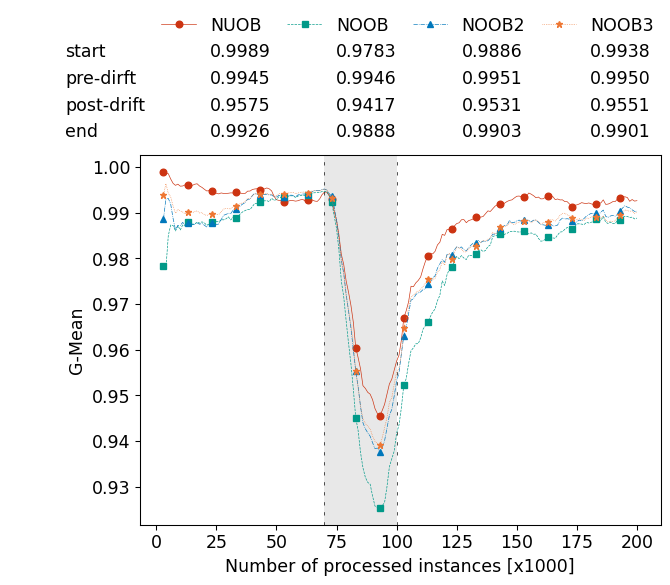 NUOB NOOB NOOB2 NOOB3
start 0.9989 0.9783 0.9886 0.9938
pre-dirft 0.9945 0.9946 0.9951 0.9950
post-drift 0.9575 0.9417 0.9531 0.9551
end 0.9926 0.9888 0.9903 0.9901
1.00
0.99
0.98
0.97
0.96
0.95
0.94
0.93
G-Mean
0 25 50 75 100 125 150 175 200
Number of processed instances [x1000]